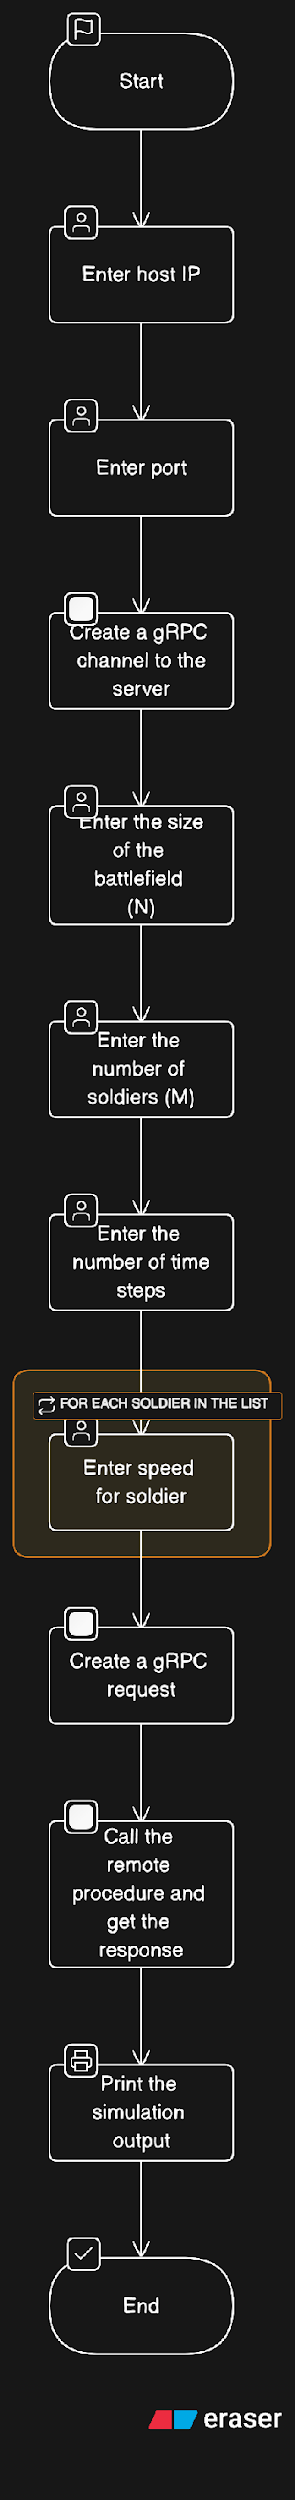 Start
Enter host IP
Enter port
Create a gRPC
channel to the
server
Enter the size
of the
battlefield
(N)
Enter the
number of
soldiers (M)
Enter the
number of time
steps
FOR EACH SOLDIER IN THE LIST
Enter speed
for soldier
Create a gRPC
request
Call the
remote
procedure and
get the
response
Print the
simulation
output
End
eraser